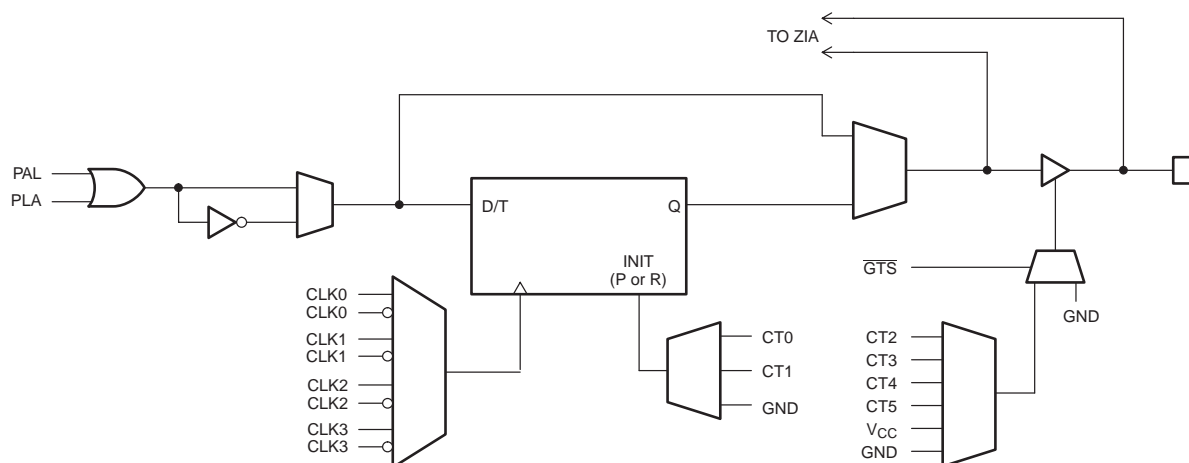 TO ZIA
PAL
PLA
D/T
Q
INIT
(P or R)
GTS
GND
CLK0
CLK0
CLK1
CLK1
CLK2
CLK2
CLK3
CLK3
CT0
CT1
GND
CT2
CT3
CT4
CT5
VCC
GND